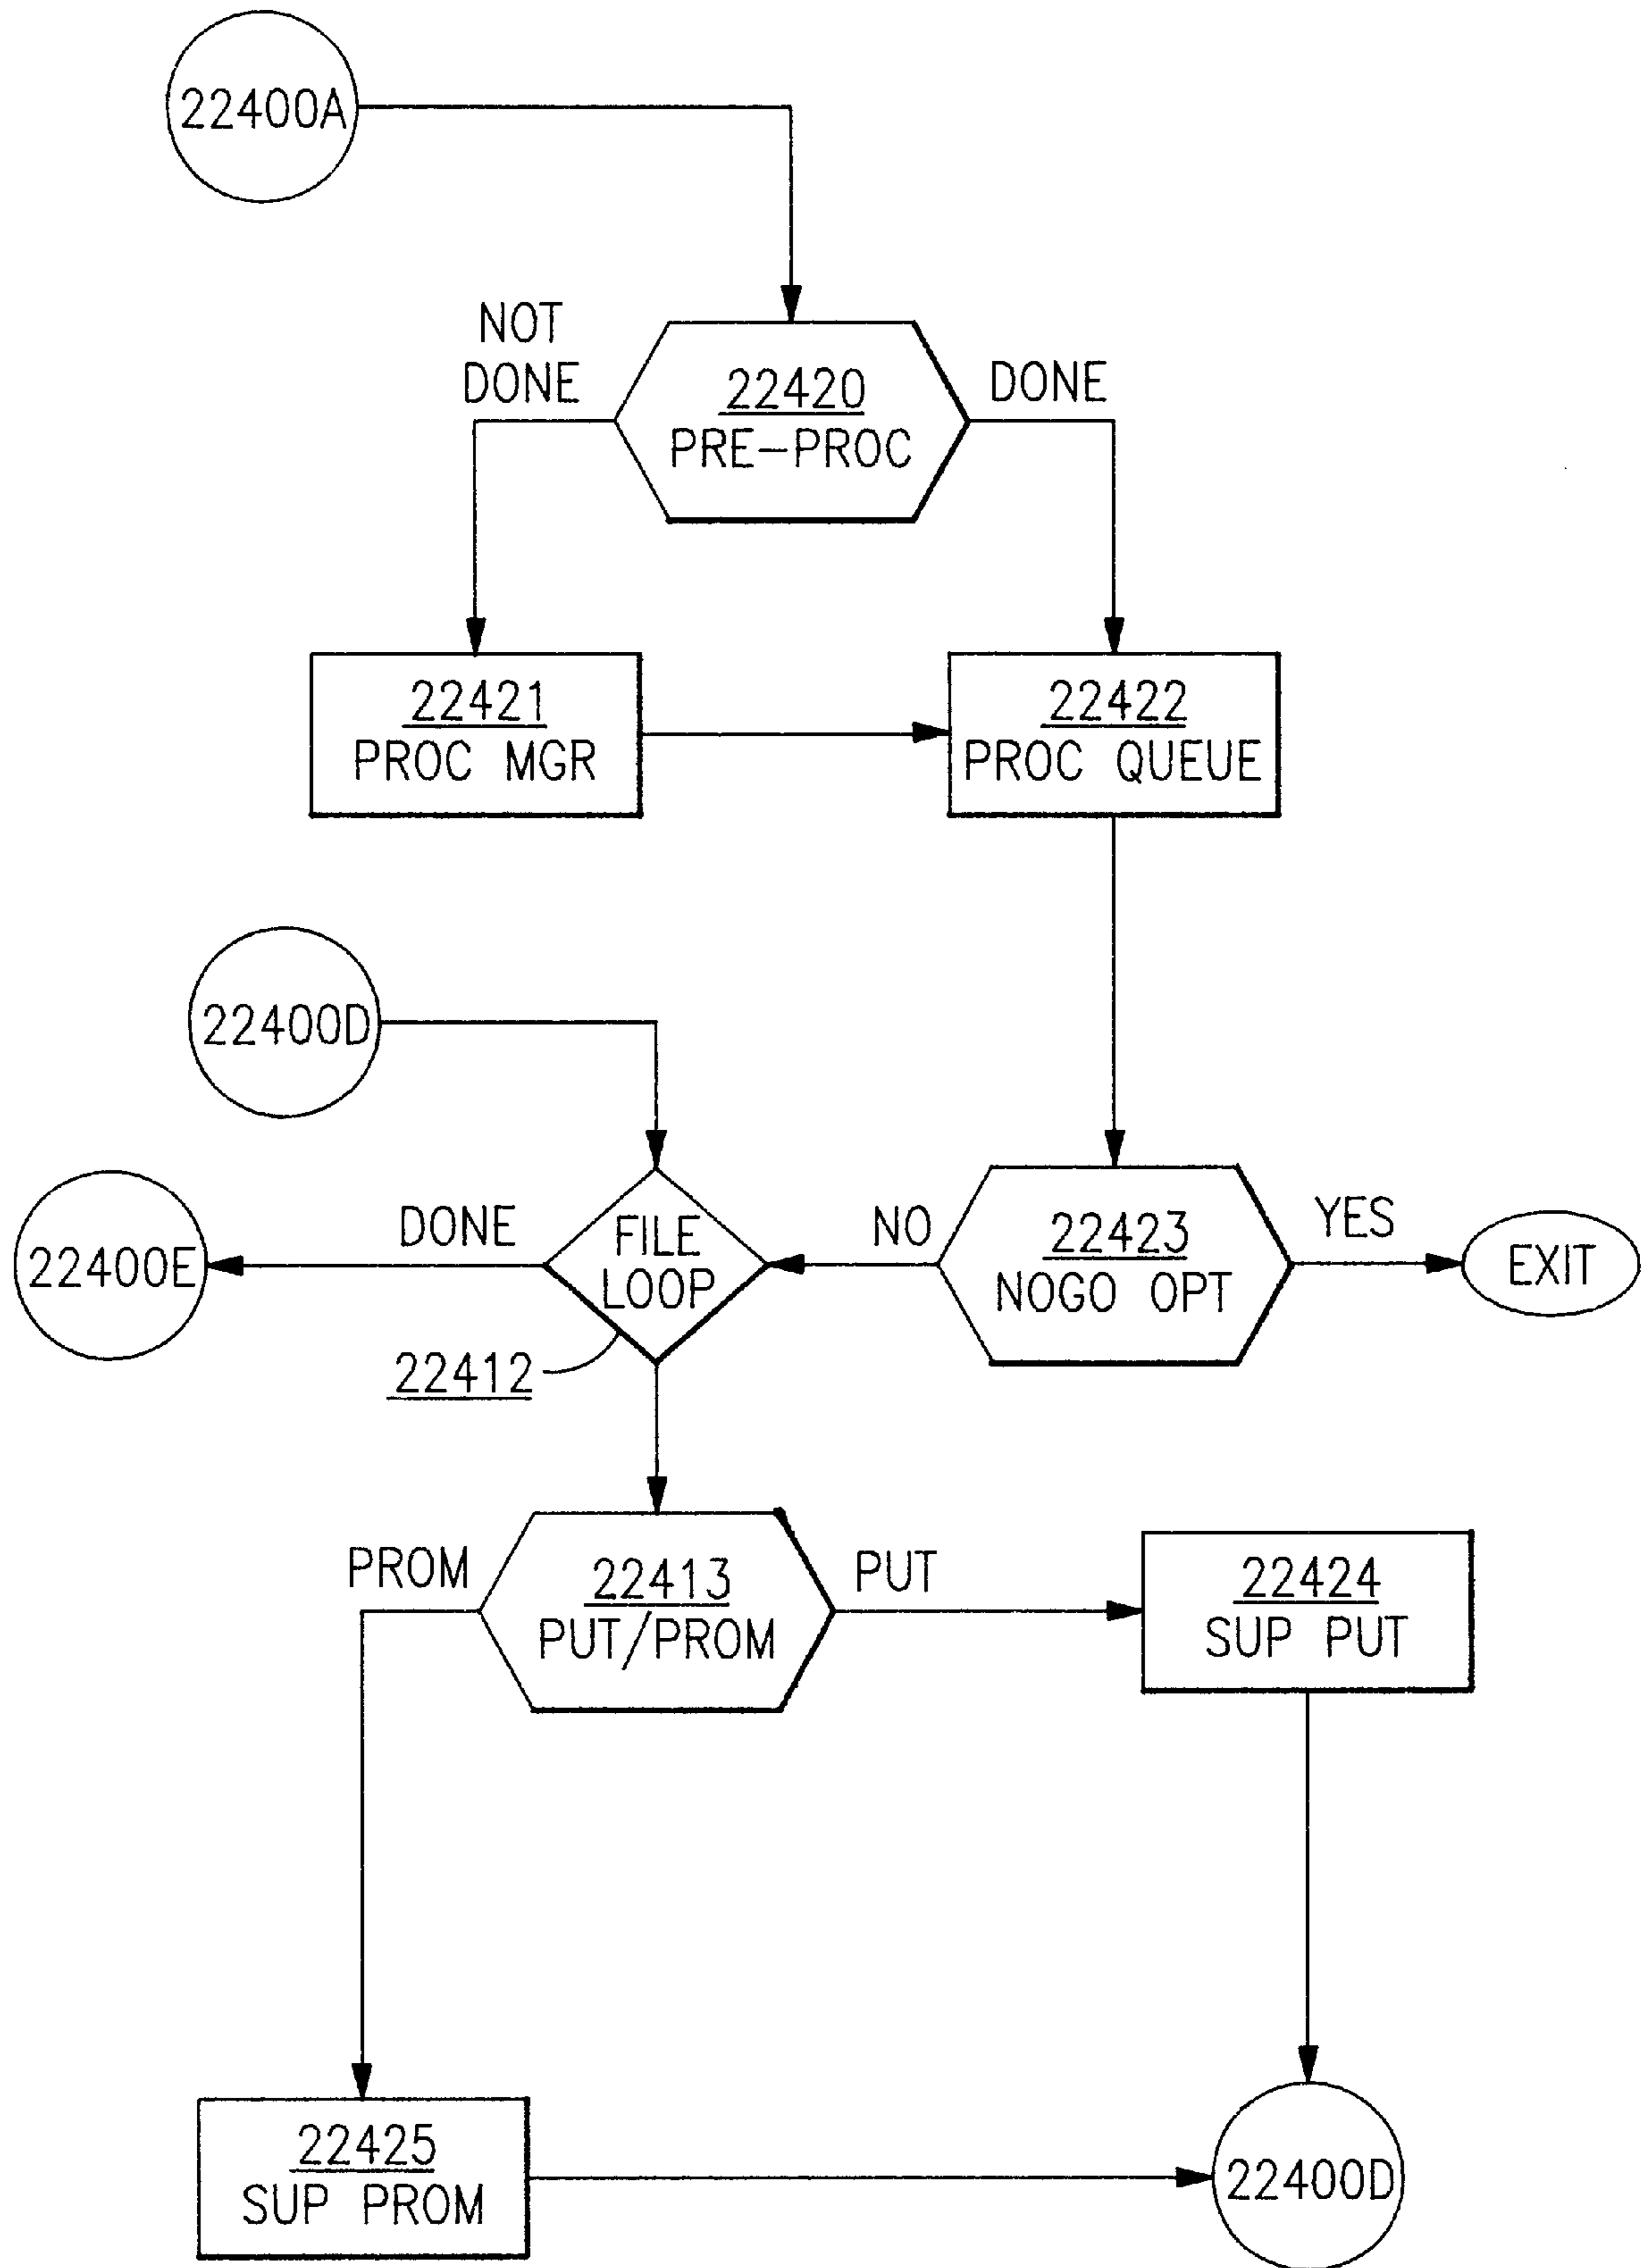 22400A
NOT
DONE
22420
PRE-PROC
DONE
22421
PROC MGR
22422
PROC QUEUE
22400D
22400E
DONE
FILE
LOOP
22412
NO
22423
NOGO OPT
YES
EXIT
PROM
22413
PUT/PROM
PUT
22424
SUP PUT
22425
SUP PROM
22400D